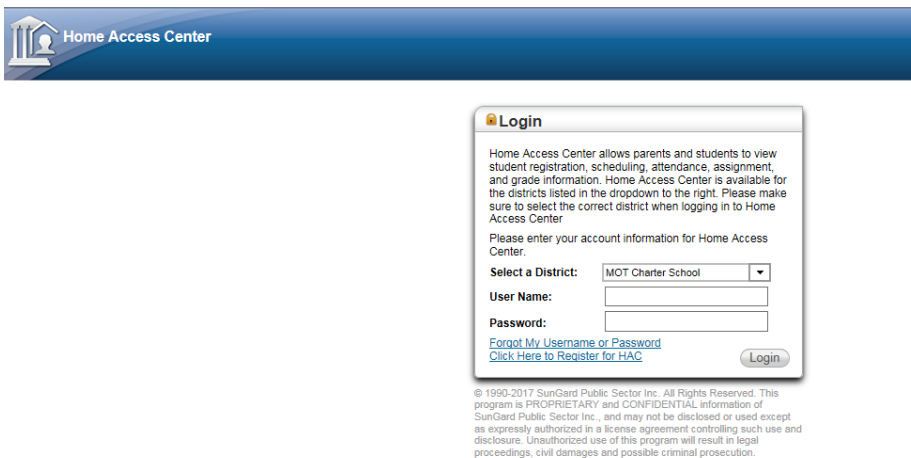 Home Access Center
Login
Home Access Center allows parents and students to view
student registration, scheduling, attendance, assignment,
and grade information. Home Access Center is available for
the districts listed in the dropdown to the right. Please make
sure to select the correct district when logging in to Home
Access Center
Please enter your account information for Home Access
Center.
Select a District: MOT Charter School
User Name:
Password:
Forgot My Username or Password
Click Here to Register for HAC
Login
© 1990-2017 SunGard Public Sector Inc. All Rights Reserved. This
program is PROPRIETARY and CONFIDENTIAL information of
SunGard Public Sector Inc., and may not be disclosed or used except
as expressly authorized in a license agreement controlling such use and
disclosure. Unauthorized use of this program will result in legal
proceedings, civil damages and possible criminal prosecution.